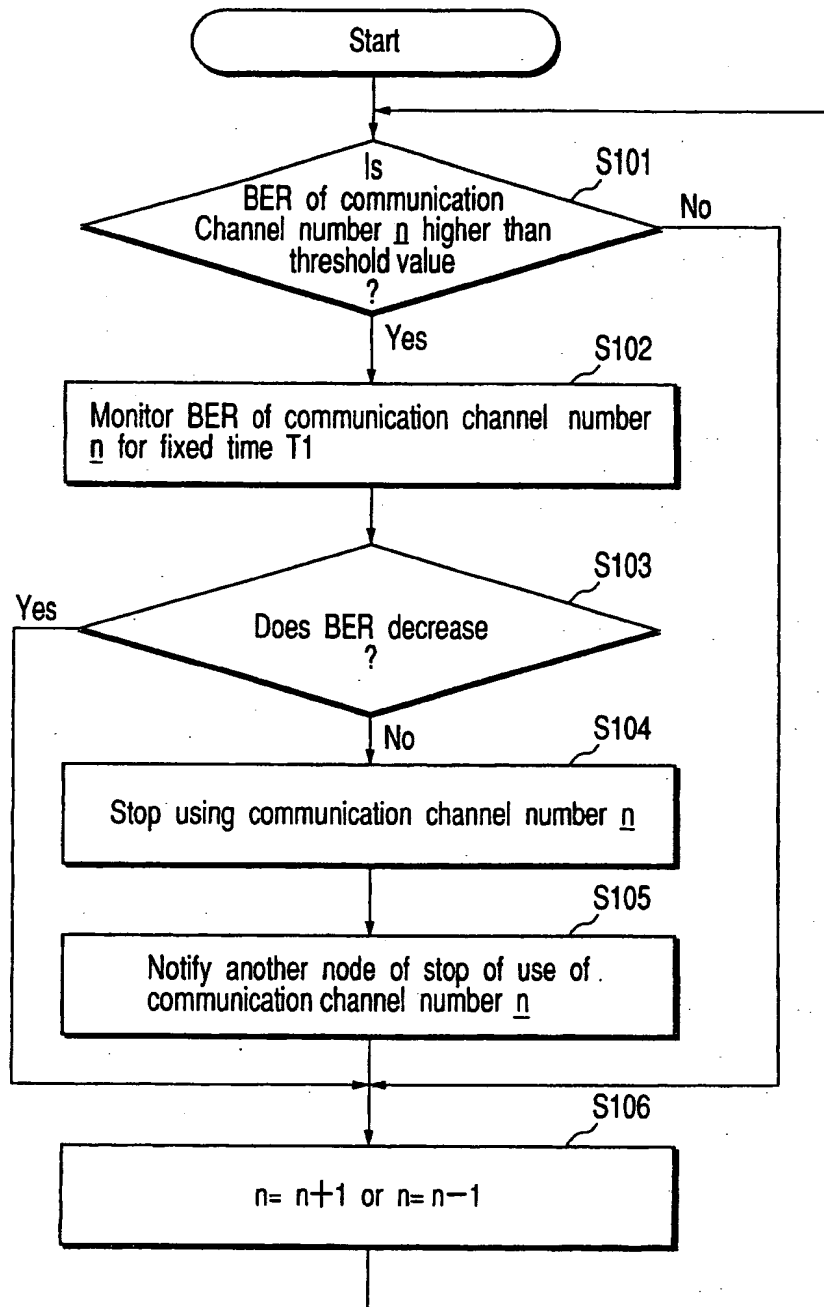 Start
S101
Is
BER of communication
Channel number n higher than
threshold value
?
No
Yes
S102
Monitor BER of communication channel number
n for fixed time T1
S103
Yes
Does BER decrease
?
No
S104
Stop using communication channel number n
S105
Notify another node of stop of use of
communication channel number n
S106
n= n+1 or n= n−1